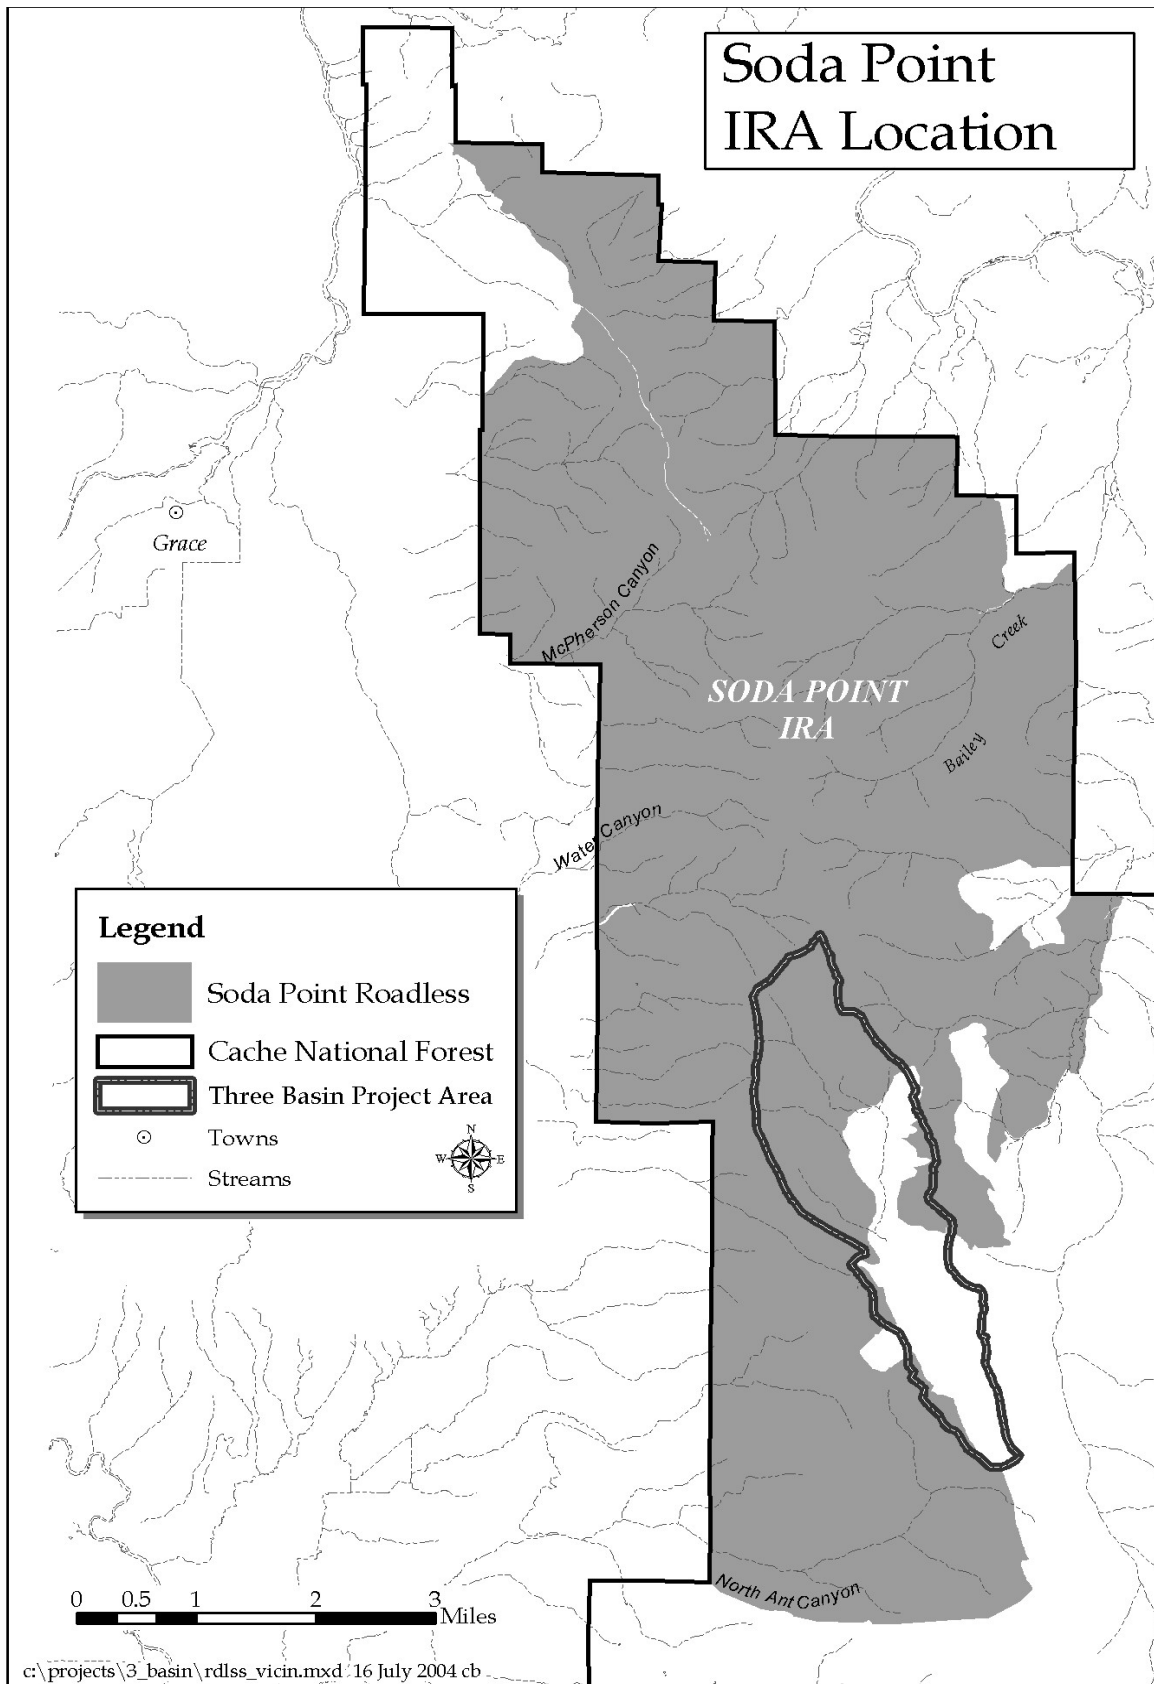 Soda Point
IRA Location
Grace
McPherson Canyon
Creek
SODA POINT
IRA
Bailey
Water Canyon
Legend
Soda Point Roadless
Cache National Forest
Three Basin Project Area
Towns
Streams
N
W E
S
North Ant Canyon
0 0.5 1 2 3
Miles
c:\projects\3_basin\rdlss_vicin.mxd 16 July 2004 cb